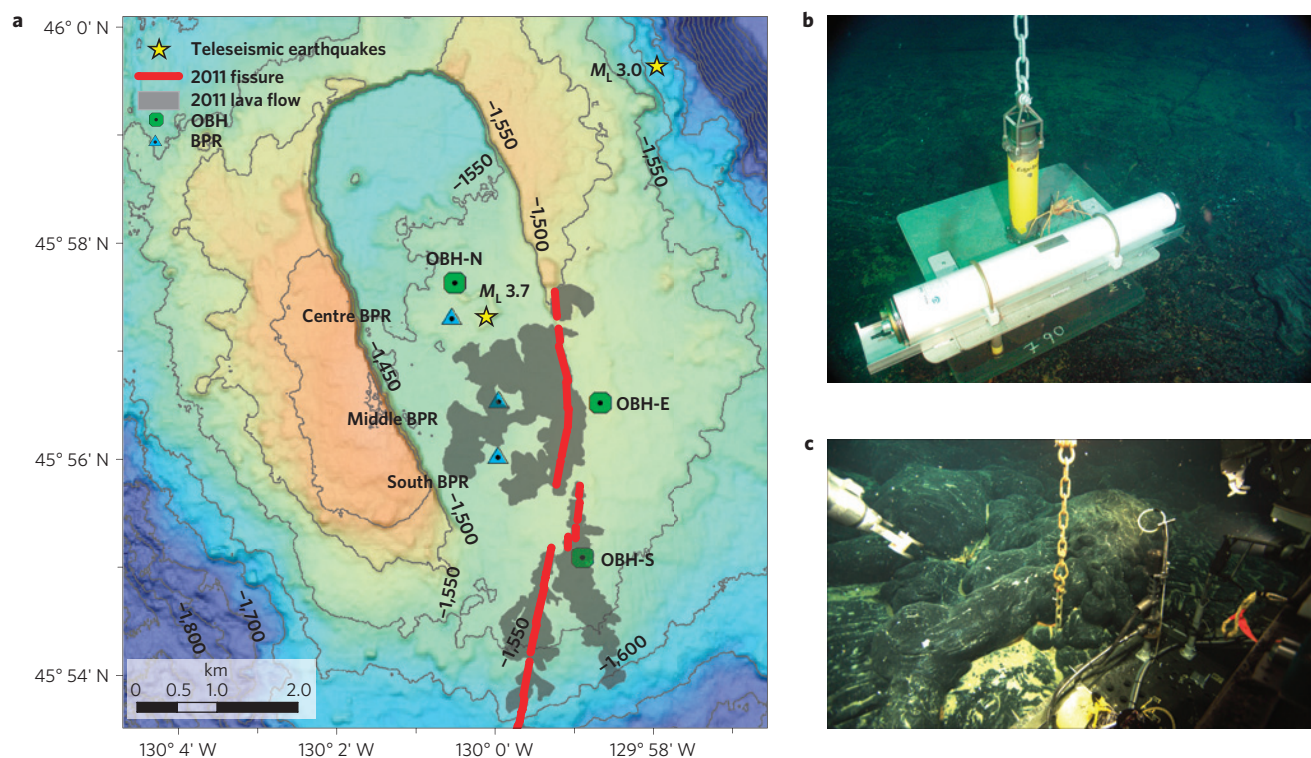 a
46° 0′ N
45° 58′ N
45° 56′ N
45° 54′ N
Teleseismic earthquakes
2011 fissure
2011 lava flow
OBH
BPR
ML 3.0
–1,550
–1,550
–1550
–1,500
OBH-N
ML 3.7
Centre BPR
–1,450
OBH-E
Middle BPR
South BPR
–1,500
OBH-S
–1,550
–1,550
–1,600
–1,700
–1,800
km
0 0.5 1.0 2.0
130° 4′ W 130° 2′ W 130° 0′ W 129° 58′ W
b
790
c